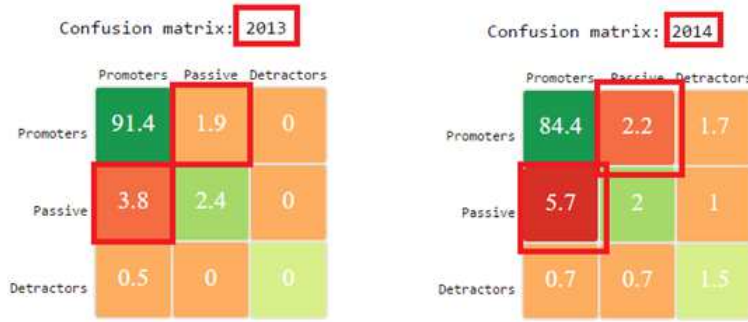 Confusion matrix: 2013
Promoters Passive Detractors
Promoters 91.4 1.9 0
Passive 3.8 2.4 0
Detractors 0.5 0 0
Confusion matrix: 2014
Promoters Passive Detractors
Promoters 84.4 2.2 1.7
Passive 5.7 2 1
Detractors 0.7 0.7 1.5